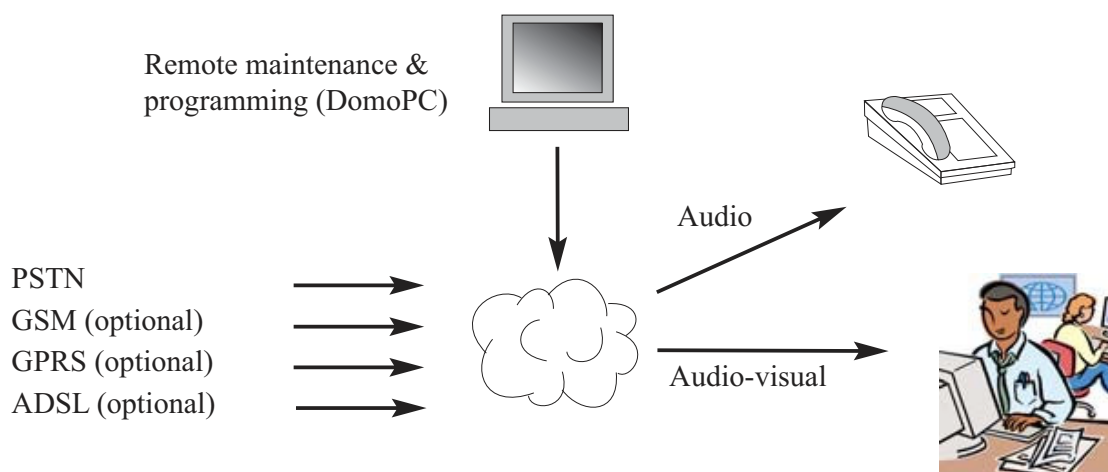 Remote maintenance &
programming (DomoPC)
Audio
PSTN
GSM (optional)
GPRS (optional)
ADSL (optional)
Audio-visual